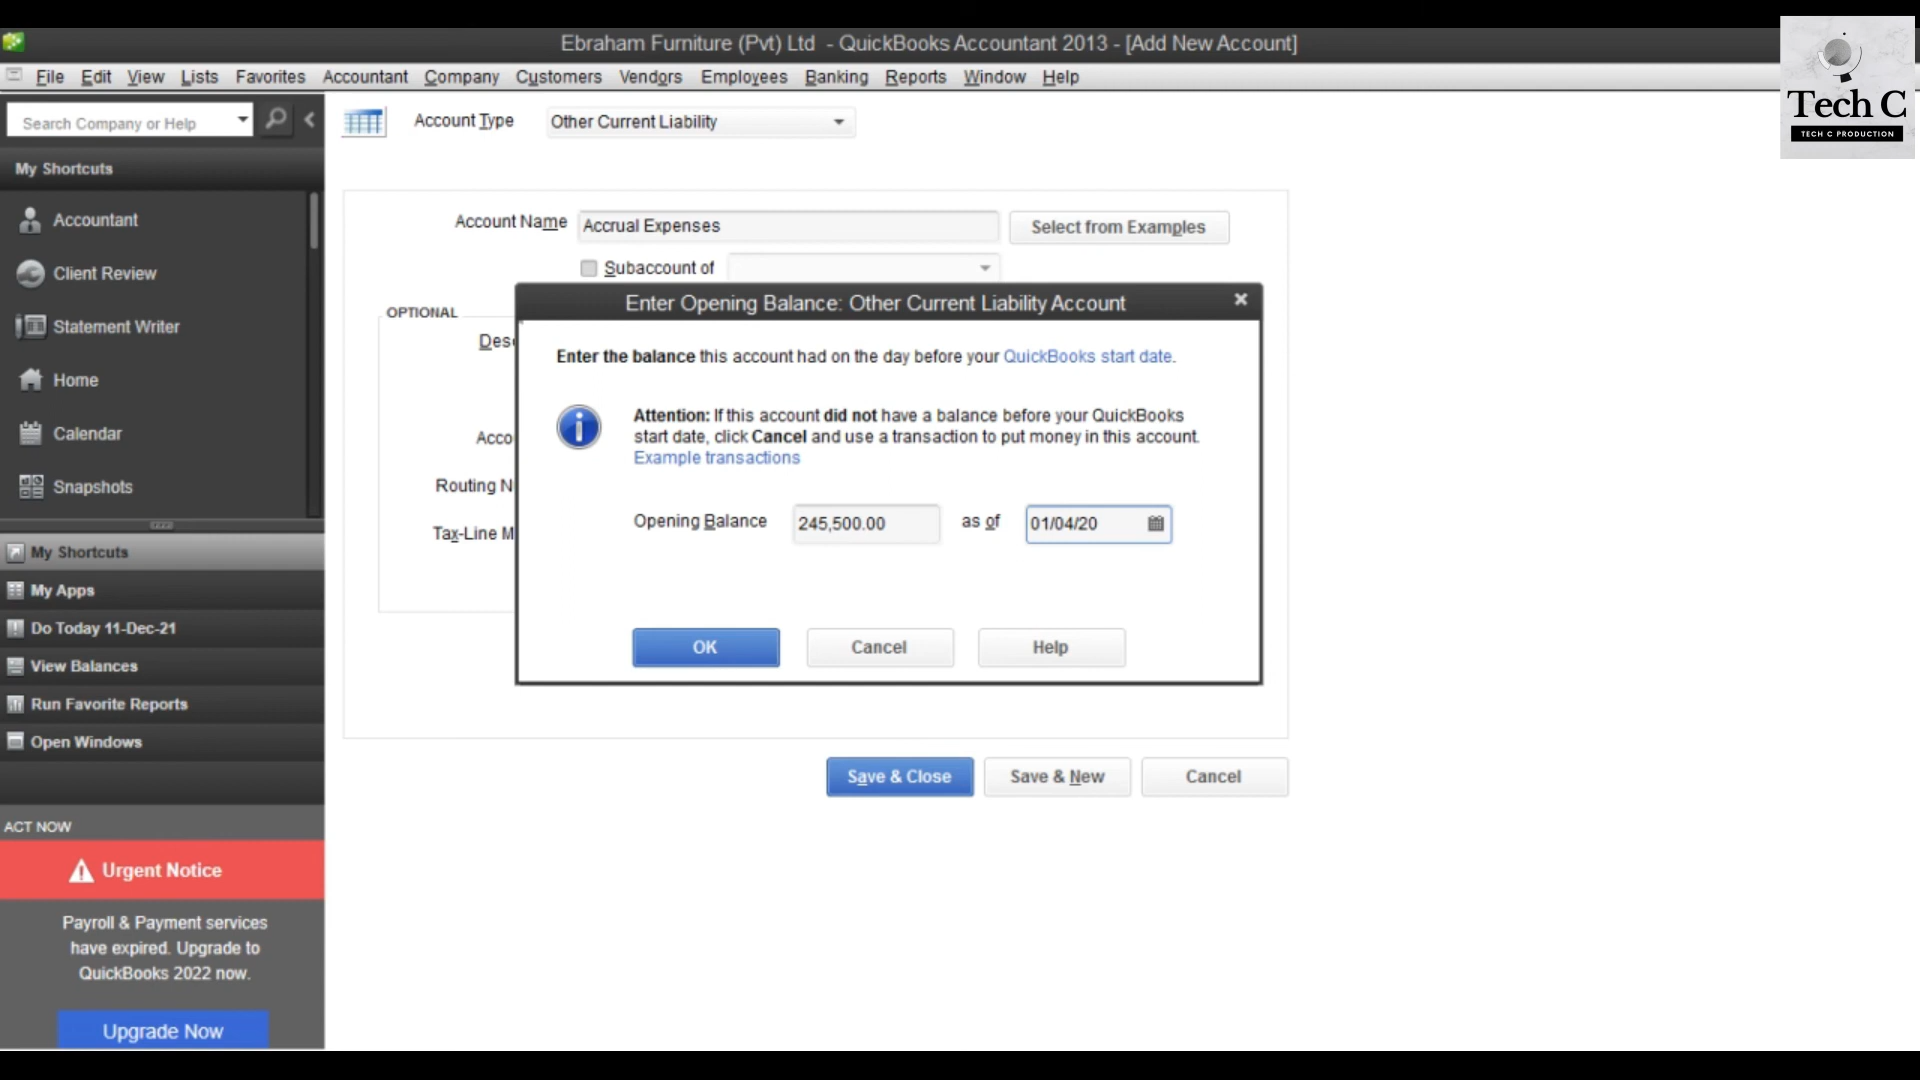 Ebraham Furniture (Pvt) Ltd - QuickBooks Accountant 2013 - [Add New Account]
File Edit View Lists Favorites Accountant Company Customers Vendors Employees Banking Reports Window Help
Tech C
TECH C PRODUCTION
Search Company or Help
Account Type Other Current Liability
My Shortcuts
Accountant
Client Review
Statement Writer
Home
Calendar
Snapshots
Account Name Accrual Expenses Select from Examples
Subaccount of
OPTIONAL
Desc
Acco
Routing N
Tax-Line M
Enter Opening Balance: Other Current Liability Account
Enter the balance this account had on the day before your QuickBooks start date.
Attention: If this account did not have a balance before your QuickBooks
start date, click Cancel and use a transaction to put money in this account.
Example transactions
Opening Balance 245,500.00 as of 01/04/20
OK Cancel Help
Save & Close Save & New Cancel
My Shortcuts
My Apps
Do Today 11-Dec-21
View Balances
Run Favorite Reports
Open Windows
ACT NOW
Urgent Notice
Payroll & Payment services
have expired. Upgrade to
QuickBooks 2022 now.
Upgrade Now